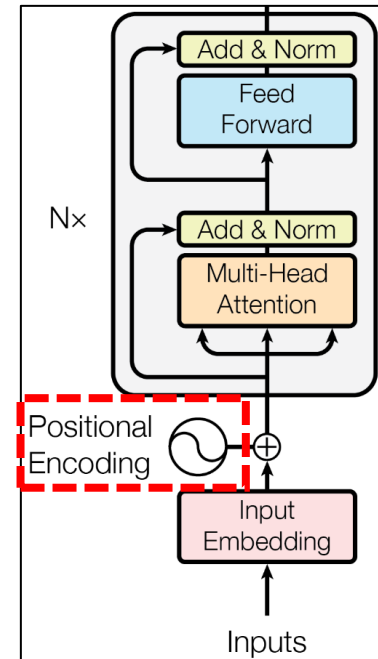 Add & Norm
Feed
Forward
Nx
Add & Norm
Multi-Head
Attention
Positional
Encoding
Input
Embedding
Inputs